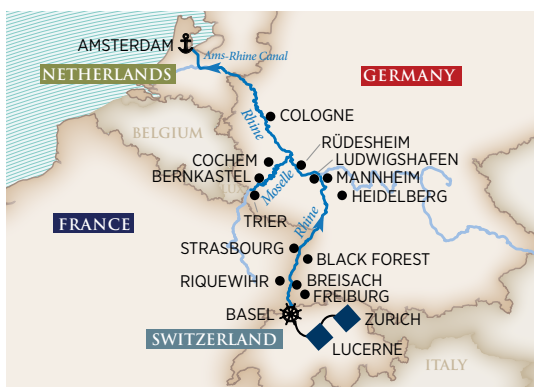 AMSTERDAM
Ams-Rhine Canal
NETHERLANDS
GERMANY
Rhine
COLOGNE
BELGIUM
RÜDESHEIM
COCHEM
LUDWIGSHAFEN
BERNKASTEL
MANNHEIM
LUX.
Moselle
HEIDELBERG
TRIER
FRANCE
Rhine
STRASBOURG
BLACK FOREST
RIQUEWIHR
BREISACH
FREIBURG
BASEL
ZURICH
SWITZERLAND
LUCERNE
ITALY